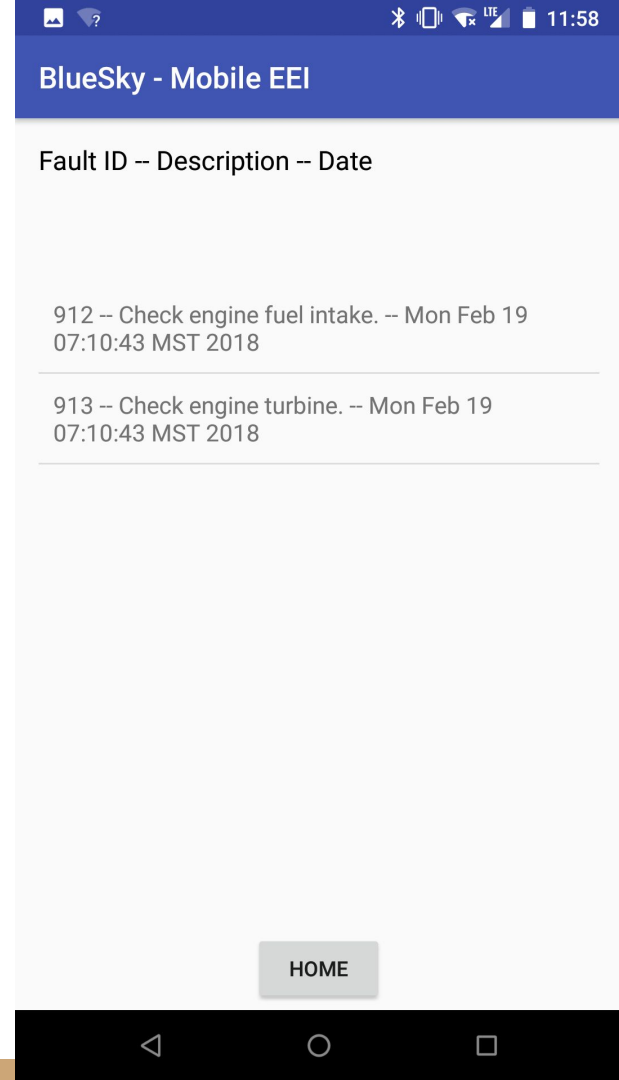 ? LTE 11:58
BlueSky - Mobile EEI
Fault ID -- Description -- Date
912 -- Check engine fuel intake. -- Mon Feb 19
07:10:43 MST 2018
913 -- Check engine turbine. -- Mon Feb 19
07:10:43 MST 2018
HOME